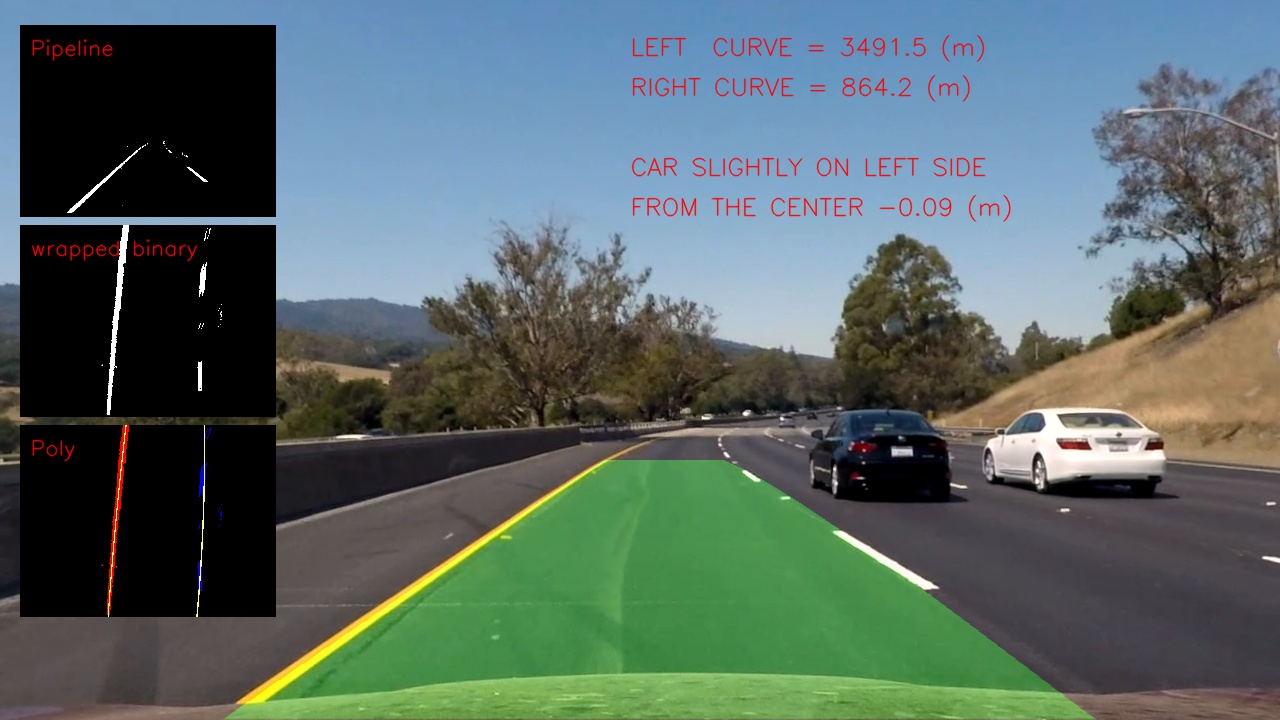 Pipeline
LEFT CURVE = 3491.5 (m)
RIGHT CURVE = 864.2 (m)
CAR SLIGHTLY ON LEFT SIDE
FROM THE CENTER -0.09 (m)
wrapped binary
Poly